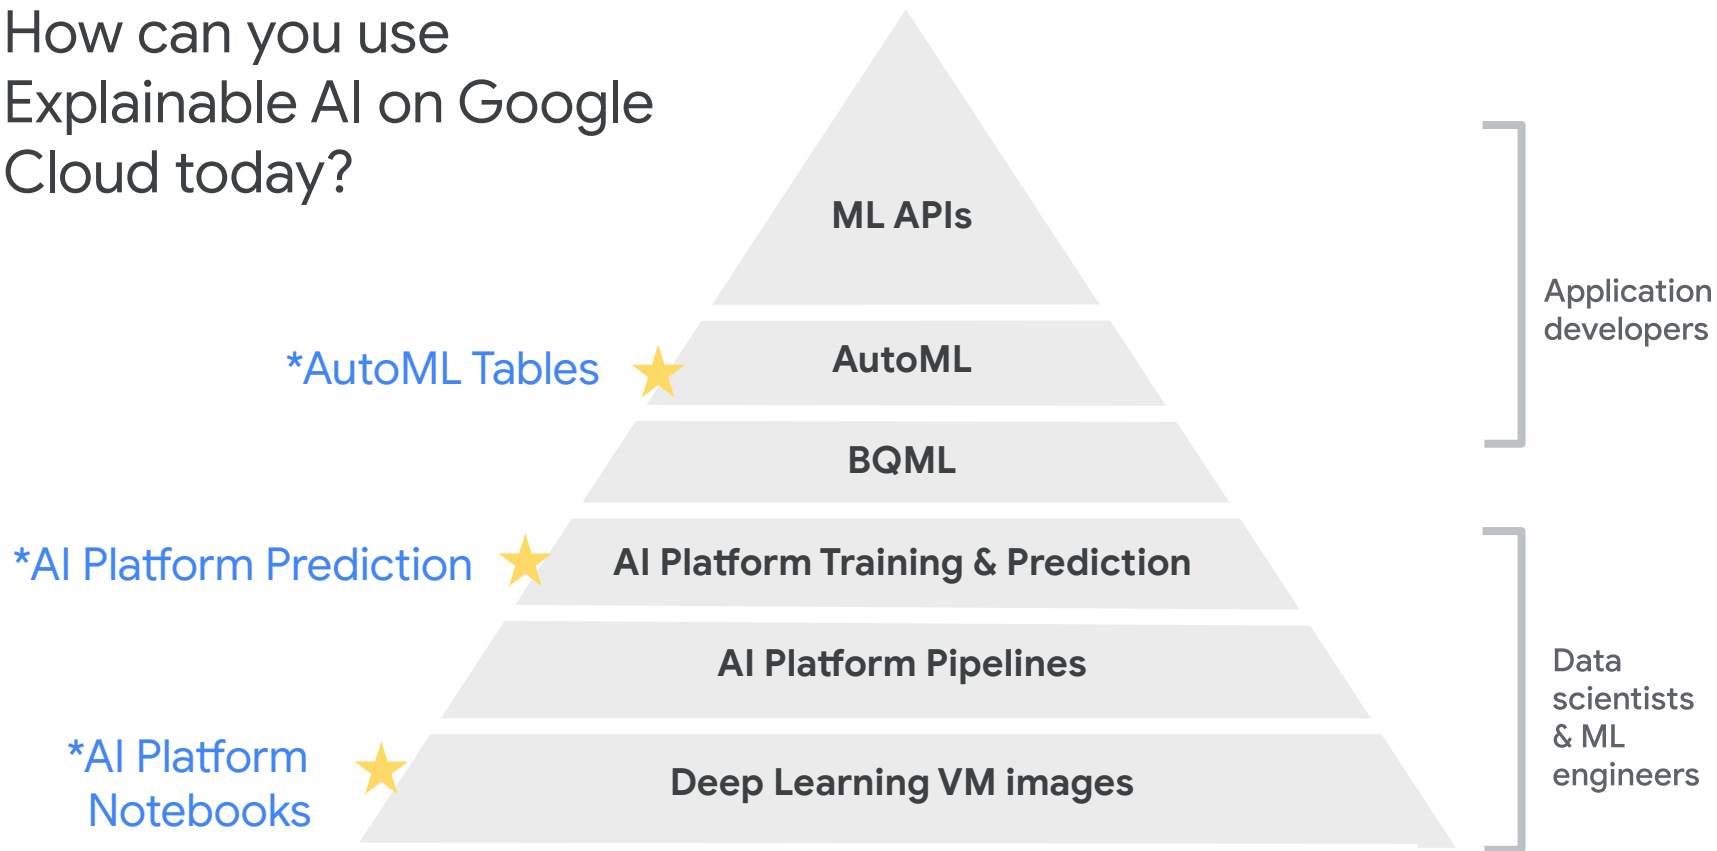 How can you use
Explainable AI on Google
Cloud today?
ML APIs
Application
developers
*AutoML Tables
AutoML
BQML
*AI Platform Prediction
AI Platform Training & Prediction
AI Platform Pipelines
Data
scientists
& ML
engineers
*AI Platform
Notebooks
Deep Learning VM images